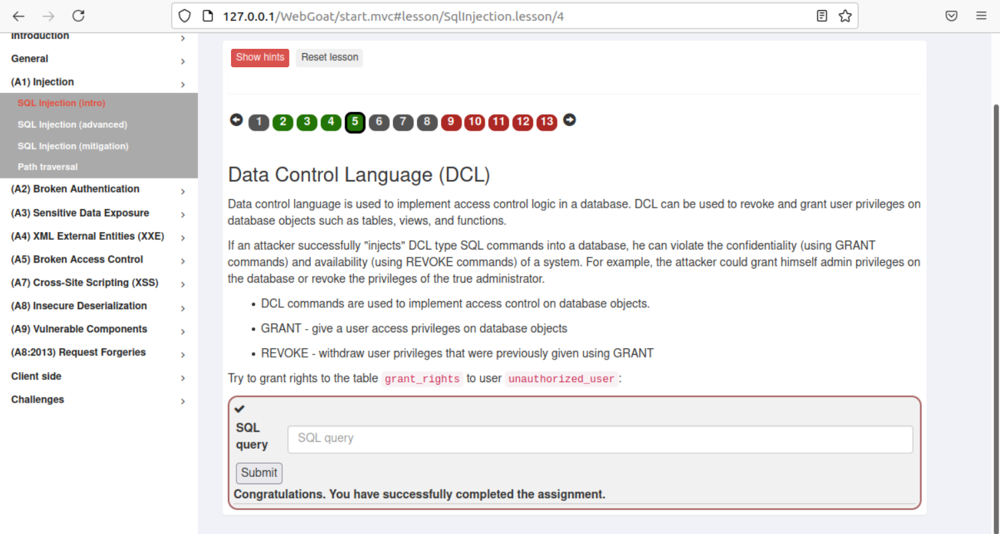 127.0.0.1/WebGoat/start.mvc#lesson/SqlInjection.lesson/4
Introduction
General
(A1) Injection
SQL Injection (intro)
SQL Injection (advanced)
SQL Injection (mitigation)
Path traversal
(A2) Broken Authentication
(A3) Sensitive Data Exposure
(A4) XML External Entities (XXE)
(A5) Broken Access Control
(A7) Cross-Site Scripting (XSS)
(A8) Insecure Deserialization
(A9) Vulnerable Components
(A8:2013) Request Forgeries
Client side
Challenges
Show hints Reset lesson
1 2 3 4 5 6 7 8 9 10 11 12 13
Data Control Language (DCL)
Data control language is used to implement access control logic in a database. DCL can be used to revoke and grant user privileges on
database objects such as tables, views, and functions.
If an attacker successfully "injects" DCL type SQL commands into a database, he can violate the confidentiality (using GRANT
commands) and availability (using REVOKE commands) of a system. For example, the attacker could grant himself admin privileges on
the database or revoke the privileges of the true administrator.
• DCL commands are used to implement access control on database objects.
• GRANT - give a user access privileges on database objects
• REVOKE - withdraw user privileges that were previously given using GRANT
Try to grant rights to the table grant_rights to user unauthorized_user :
SQL
query
SQL query
Submit
Congratulations. You have successfully completed the assignment.